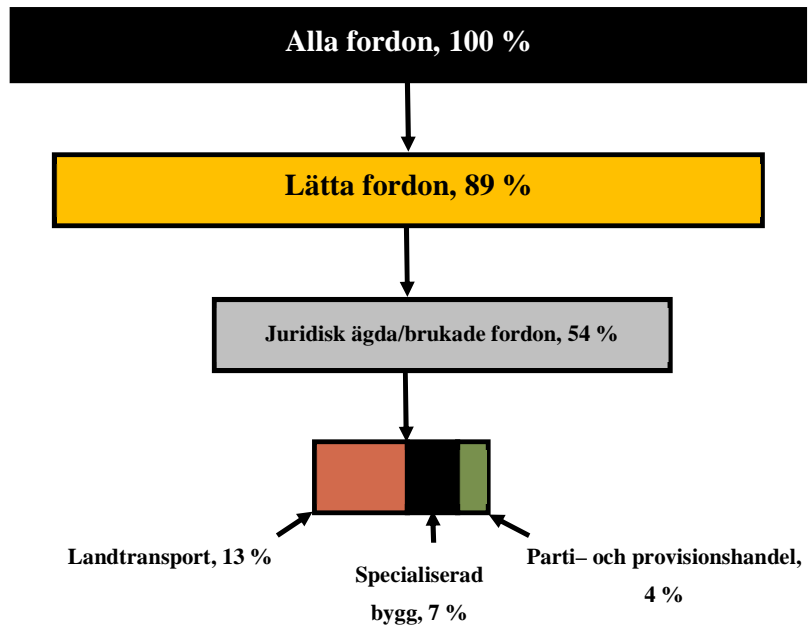 Alla fordon, 100 %
Lätta fordon, 89 %
Juridisk ägda/brukade fordon, 54 %
Landtransport, 13 %
Specialiserad
bygg, 7 %
Parti– och provisionshandel,
4 %